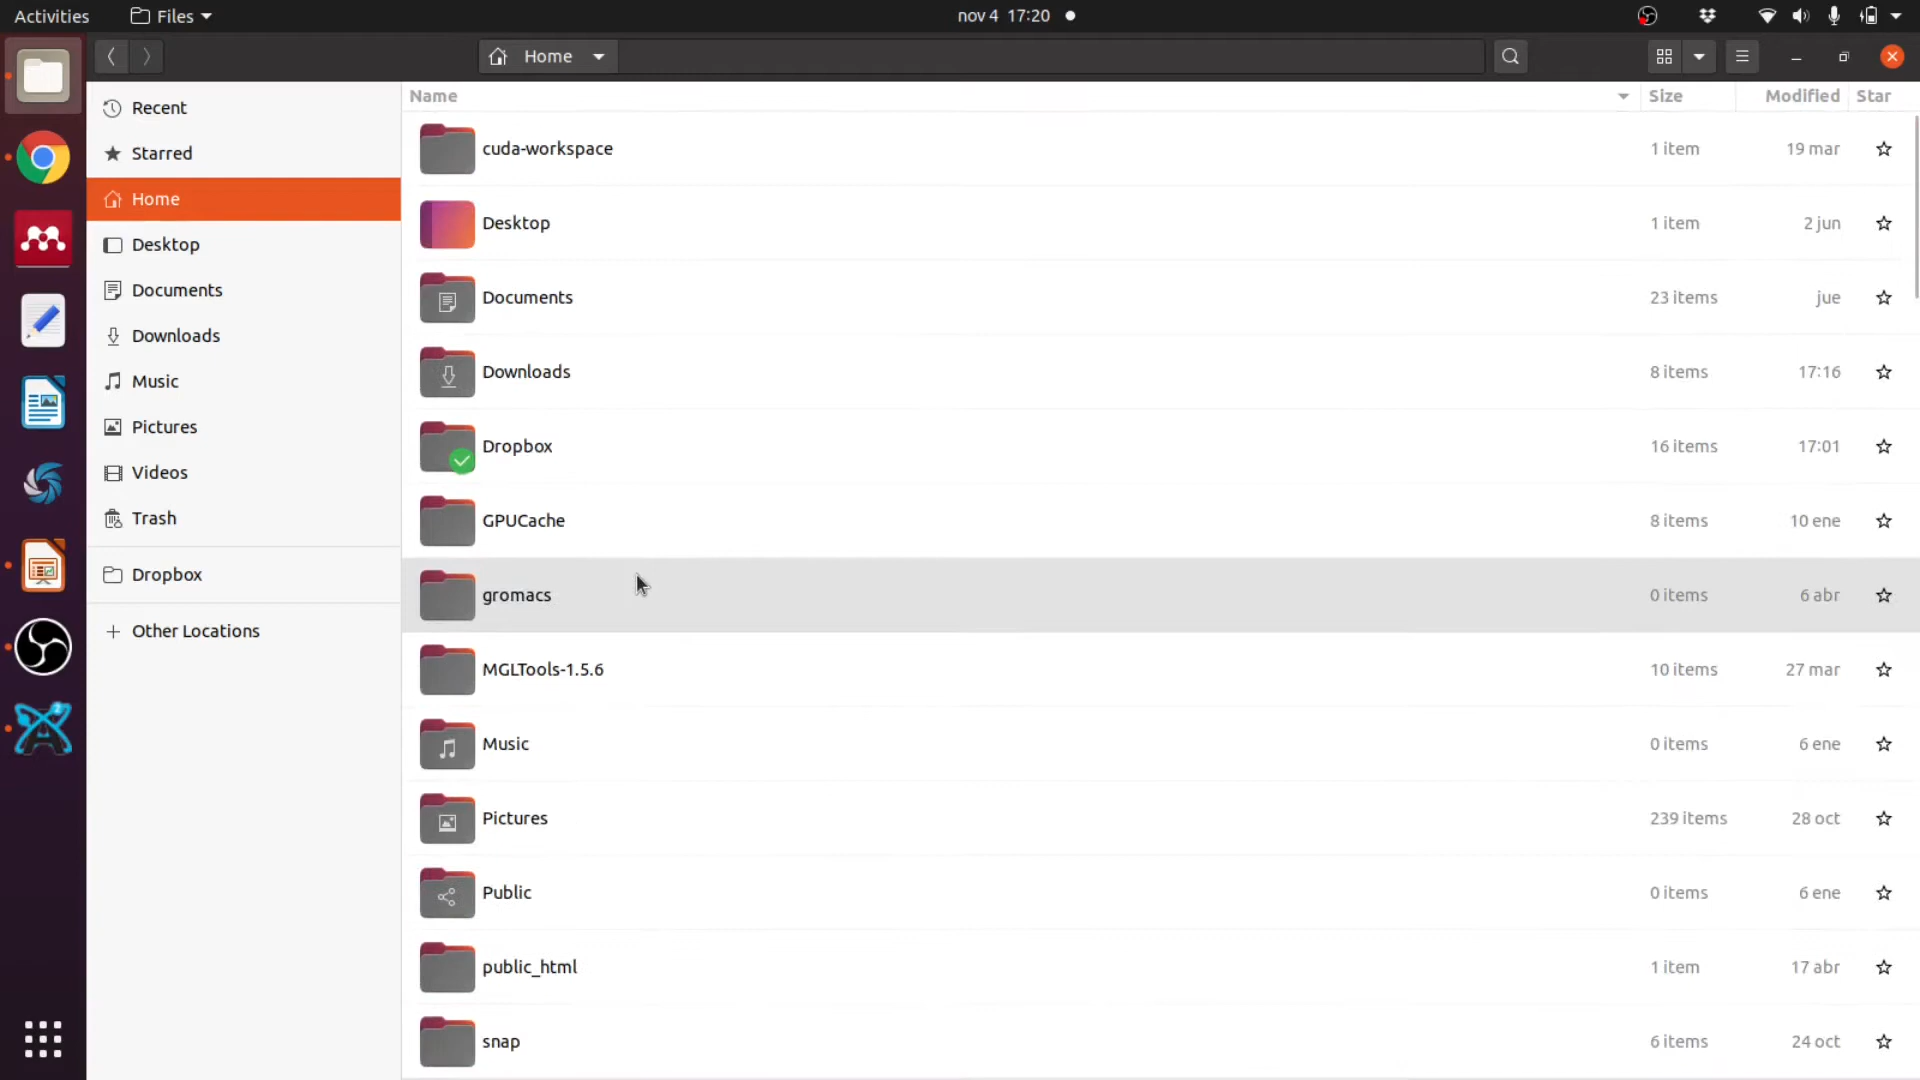 Activities Files nov 4 17:20
Home
Recent
Starred
Home
Desktop
Documents
Downloads
Music
Pictures
Videos
Trash
Dropbox
Other Locations
Name Size Modified Star
cuda-workspace 1 item 19 mar
Desktop 1 item 2 jun
Documents 23 items jue
Downloads 8 items 17:16
Dropbox 16 items 17:01
GPUCache 8 items 10 ene
gromacs 0 items 6 abr
MGLTools-1.5.6 10 items 27 mar
Music 0 items 6 ene
Pictures 239 items 28 oct
Public 0 items 6 ene
public_html 1 item 17 abr
snap 6 items 24 oct